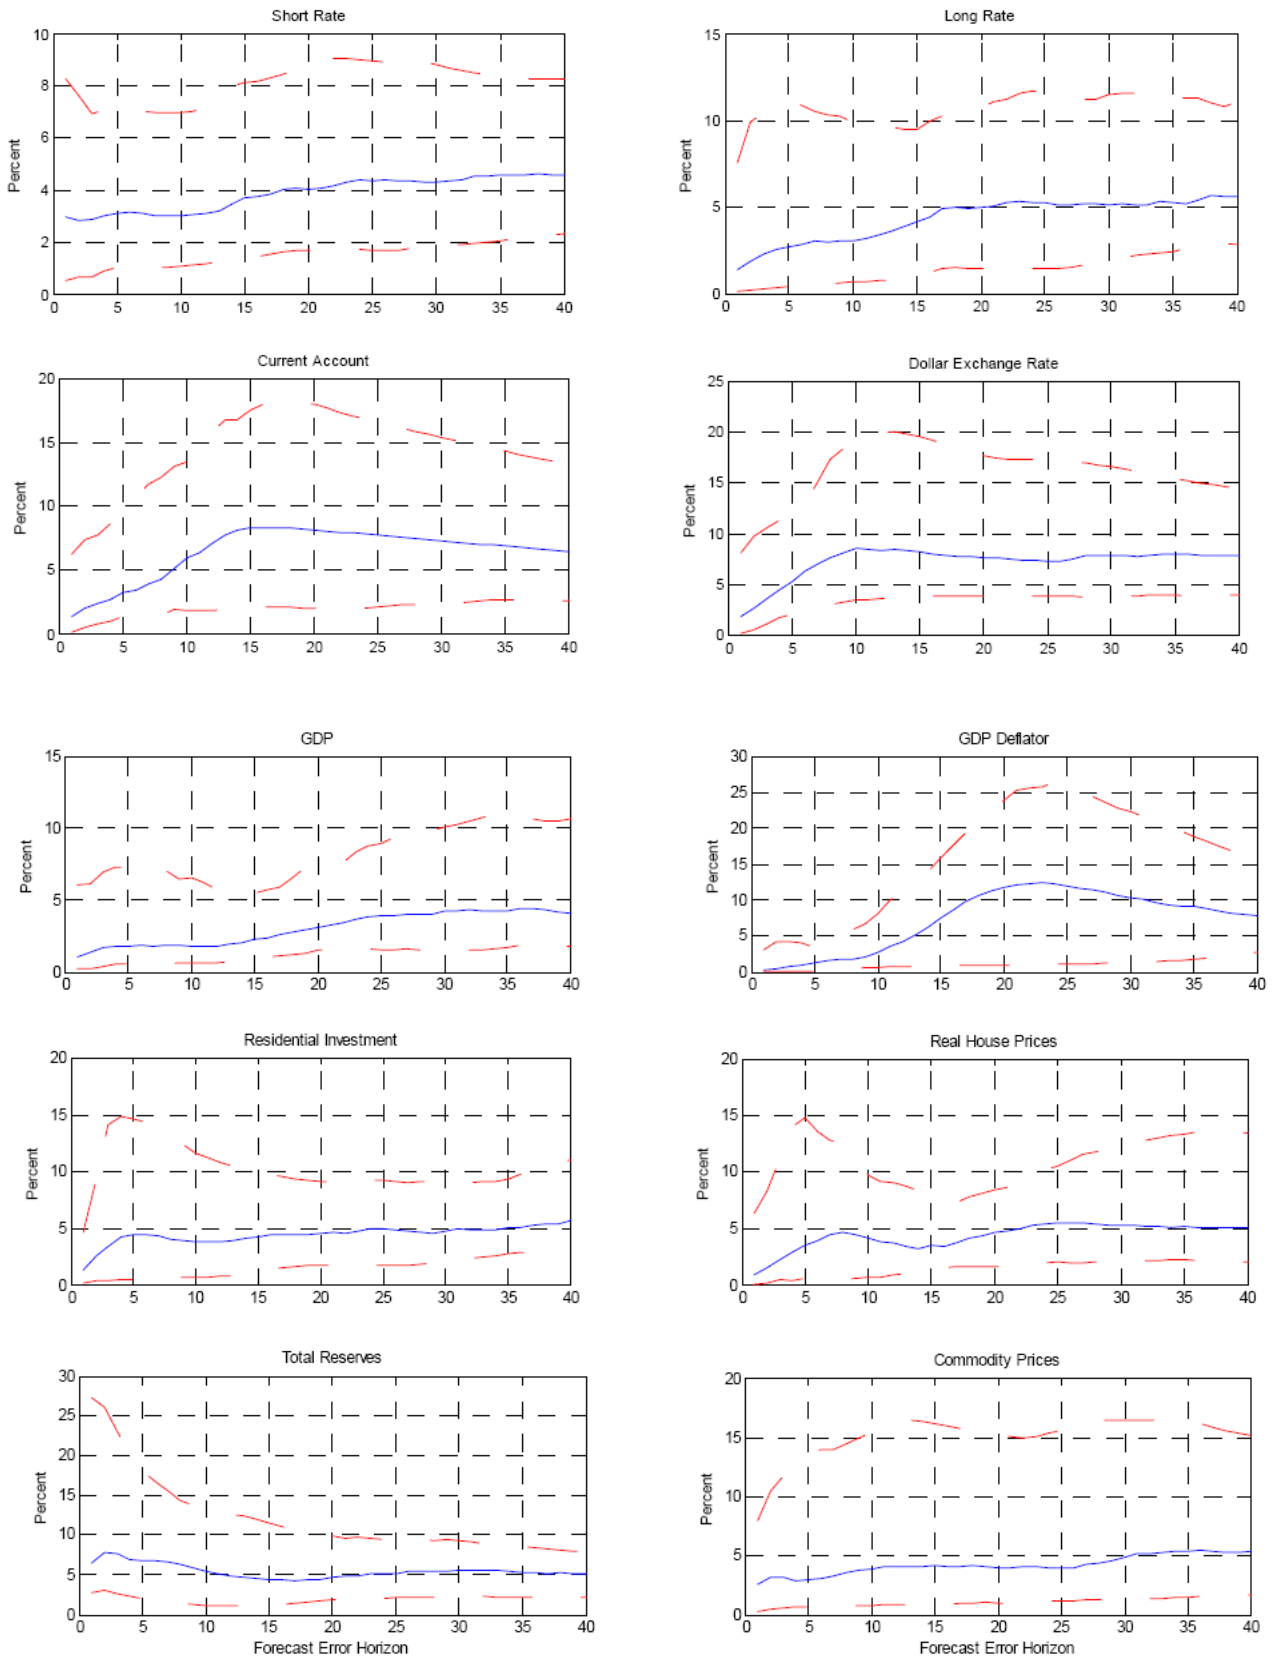 Short Rate
Percent
10
8
6
4
2
0
0 5 10 15 20 25 30 35 40
Long Rate
Percent
15
10
5
0
0 5 10 15 20 25 30 35 40
Current Account
Percent
20
15
10
5
0
0 5 10 15 20 25 30 35 40
Dollar Exchange Rate
Percent
25
20
15
10
5
0
0 5 10 15 20 25 30 35 40
GDP
Percent
15
10
5
0
0 5 10 15 20 25 30 35 40
GDP Deflator
Percent
30
25
20
15
10
5
0
0 5 10 15 20 25 30 35 40
Residential Investment
Percent
20
15
10
5
0
0 5 10 15 20 25 30 35 40
Real House Prices
Percent
20
15
10
5
0
0 5 10 15 20 25 30 35 40
Total Reserves
Percent
30
25
20
15
10
5
0
0 5 10 15 20 25 30 35 40
Forecast Error Horizon
Commodity Prices
Percent
20
15
10
5
0
0 5 10 15 20 25 30 35 40
Forecast Error Horizon